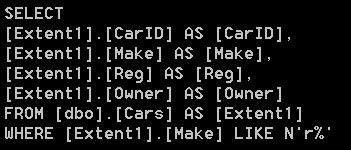 SELECT
[Extent1].[CarID] AS [CarID],
[Extent1].[Make] AS [Make],
[Extent1].[Reg] AS [Reg],
[Extent1].[Owner] AS [Owner]
FROM [dbo].[Cars] AS [Extent1]
WHERE [Extent1].[Make] LIKE N'r%'